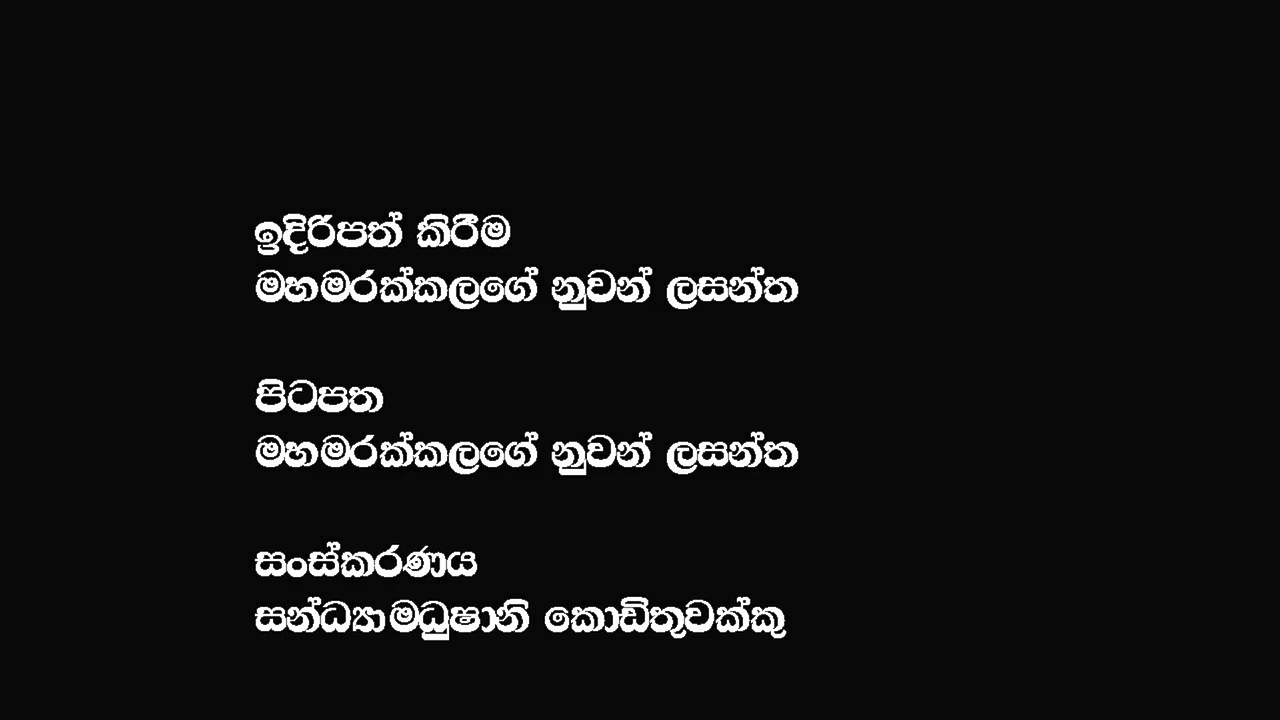 ඉදිරිපත් කිරීම
මහමරක්කලගේ නුවන් ලසන්ත
පිටපත
මහමරක්කලගේ නුවන් ලසන්ත
සංස්කරණය
සන්ධ්‍යාමධුෂානි කොඩිතුවක්කු